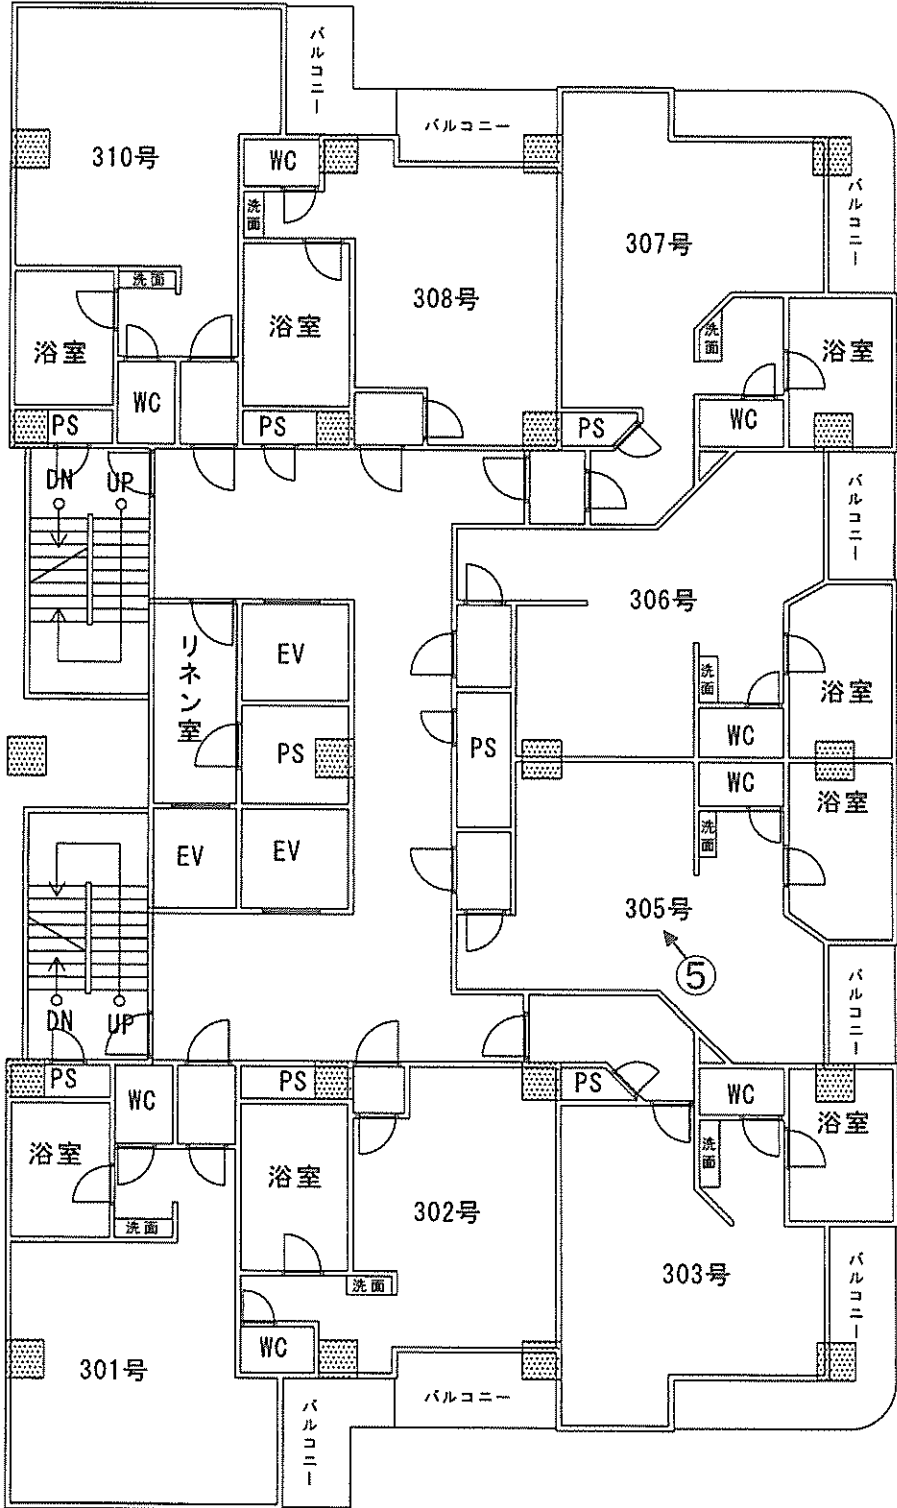 バルコニー
バルコニー
310号
WC
洗面
バルコニー
307号
洗面
308号
浴室
浴室
洗面
浴室
WC
WC
PS
PS
PS
DN
UP
バルコニー
306号
リネン室
EV
洗面
浴室
WC
PS
PS
WC
浴室
洗面
EV
EV
305号
⑤
バルコニー
DN
UP
PS
WC
PS
PS
WC
浴室
浴室
浴室
洗面
302号
洗面
洗面
303号
バルコニー
WC
301号
バルコニー
バルコニー